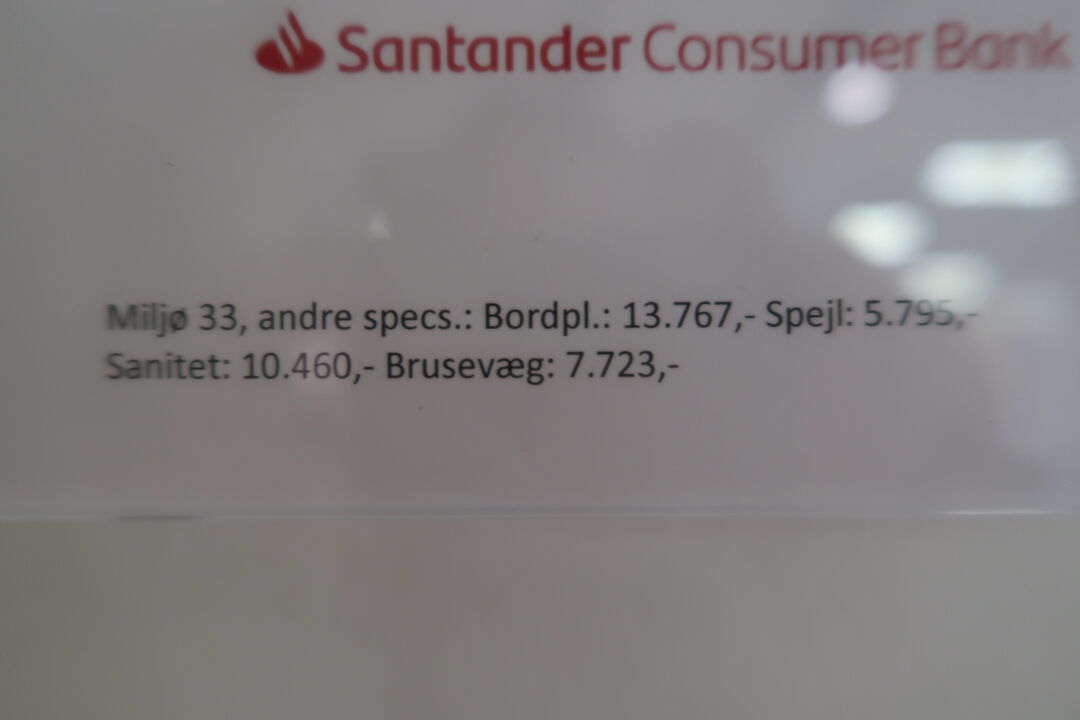 Santander Consumer Bank
Miljø 33, andre specs.: Bordpl.: 13.767,- Spejl: 5.795,-
Sanitet: 10.460,- Brusevæg: 7.723,-